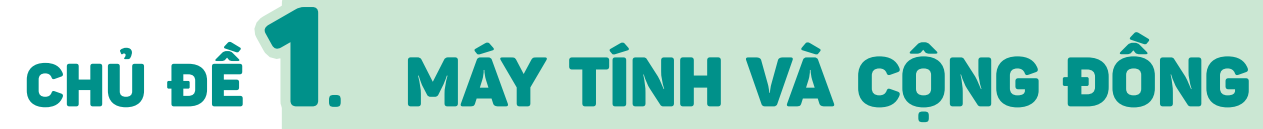 CHỦ ĐỀ 1. MÁY TÍNH VÀ CỘNG ĐỒNG